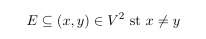 E ⊆ (x, y) ∈ V² st x ≠ y